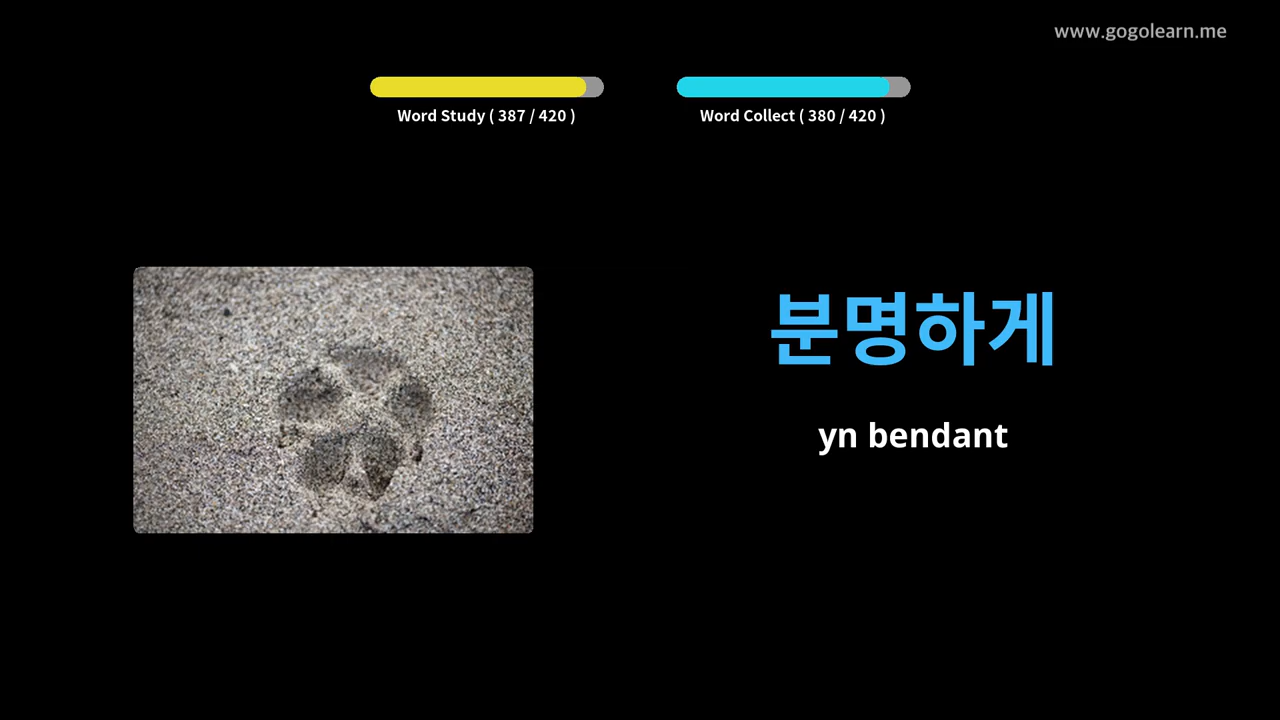 www.gogolearn.me
Word Study ( 387 / 420 )
Word Collect ( 380 / 420 )
분명하게
yn bendant